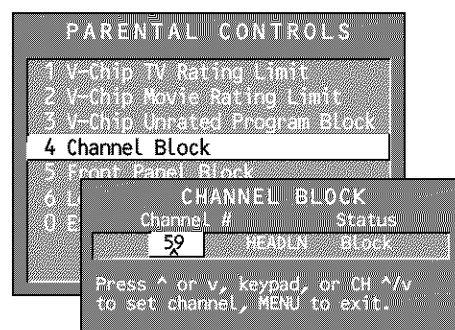 PARENTAL CONTROLS
1 V-Chip TV Rating Limit
2 V-Chip Movie Rating Limit
3 V-Chip Unrated Program Block
4 Channel Block
5 Front Panel Block
6 L
0 E
CHANNEL BLOCK
Channel # Status
59 HEADLN Block
Press ^ or v, keypad, or CH ^/v
to set channel, MENU to exit.